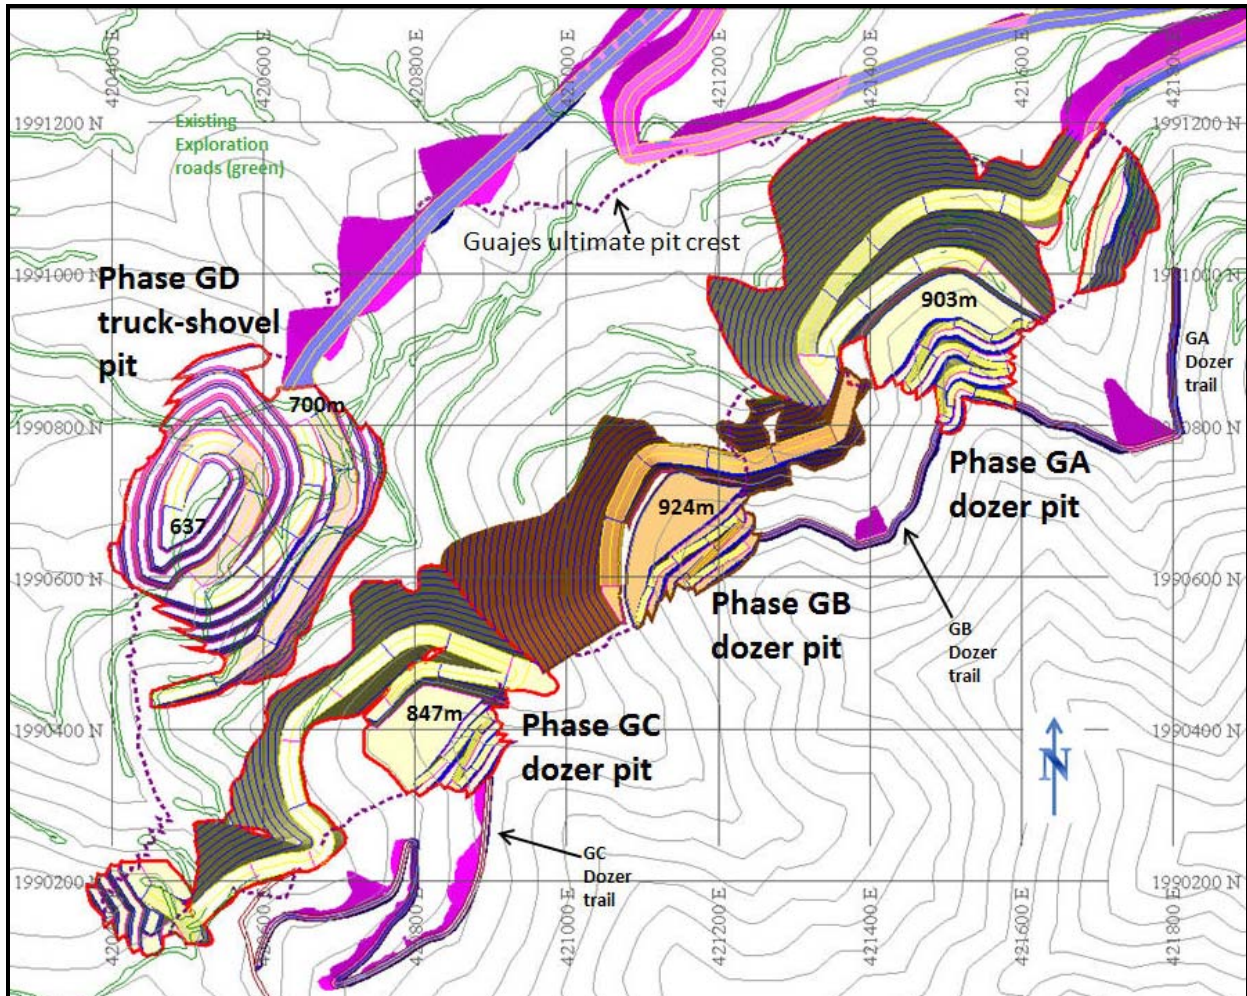 420400 E
420600 E
420800 E
421000 E
421200 E
421400 E
421600 E
1991200 N
1991200 N
Existing
Exploration
roads (green)
Guajes ultimate pit crest
1991000 N
1991000 N
Phase GD
truck-shovel
pit
903m
GA
Dozer
trail
700m
1990800 N
1990800 N
Phase GA
dozer pit
637
924m
1990600 N
1990600 N
Phase GB
dozer pit
GB
Dozer
trail
847m
Phase GC
dozer pit
1990400 N
1990400 N
N
GC
Dozer
trail
1990200 N
1990200 N
421000 E
421200 E
421400 E
421600 E
421800 E